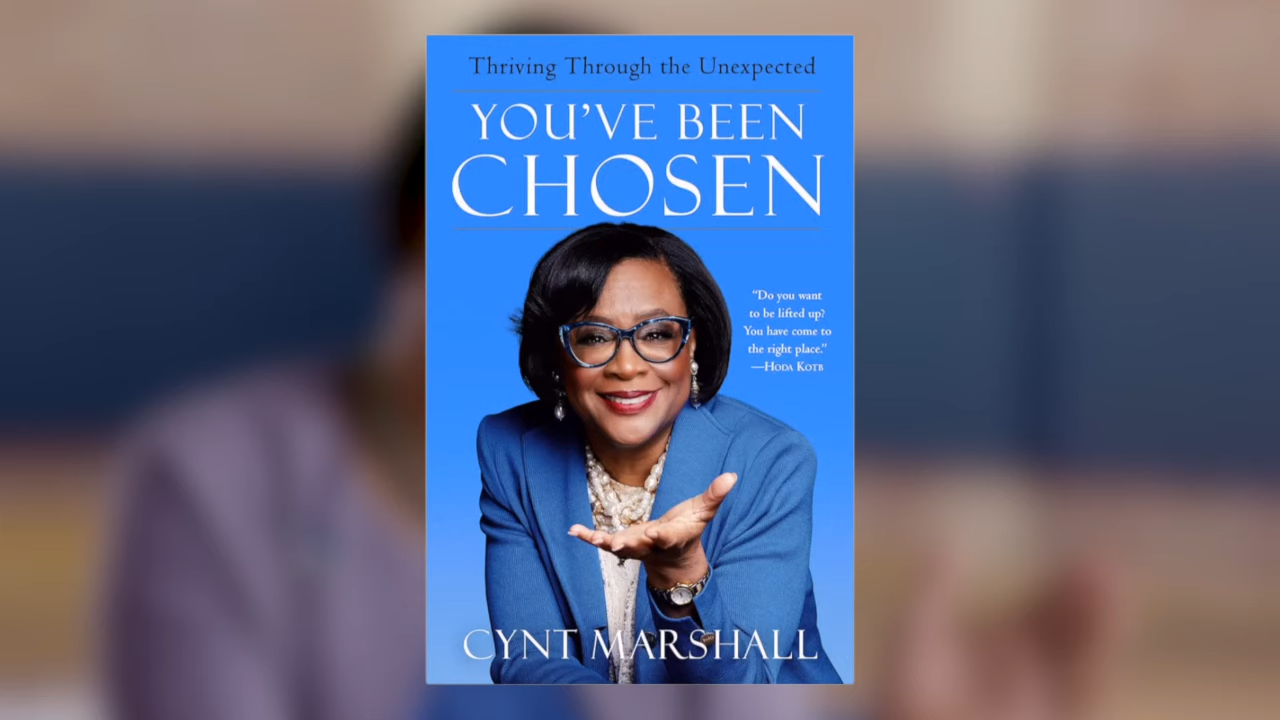 Thriving Through the Unexpected
YOU'VE BEEN
CHOSEN
"Do you want
to be lifted up?
You have come to
the right place."
—HODA KOTB
CYNT MARSHALL